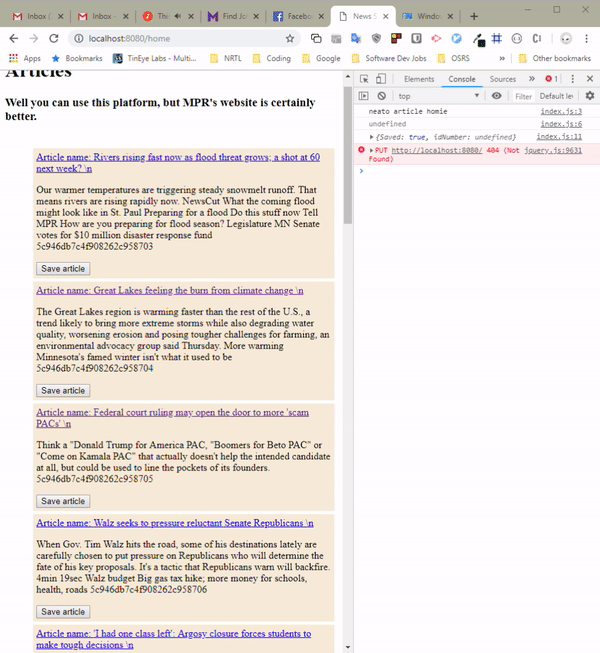 Inbox (
Inbox -
Thi
Find Jo
Facebo
News S
Window
localhost:8080/home
Apps
Bookmarks
TinEye Labs - Multi...
NRTL
Coding
Google
Software Dev Jobs
OSRS
»
Other bookmarks
Articles
Well you can use this platform, but MPR's website is certainly
better.
Article name: Rivers rising fast now as flood threat grows; a shot at 60
next week? \n
Our warmer temperatures are triggering steady snowmelt runoff. That
means rivers are rising rapidly now. NewsCut What the coming flood
might look like in St. Paul Preparing for a flood Do this stuff now Tell
MPR How are you preparing for flood season? Legislature MN Senate
votes for $10 million disaster response fund
5c946db7c4f908262c958703
Save article
Article name: Great Lakes feeling the burn from climate change \n
The Great Lakes region is warming faster than the rest of the U.S., a
trend likely to bring more extreme storms while also degrading water
quality, worsening erosion and posing tougher challenges for farming, an
environmental advocacy group said Thursday. More warming
Minnesota's famed winter isn't what it used to be
5c946db7c4f908262c958704
Save article
Article name: Federal court ruling may open the door to more 'scam
PACs' \n
Think a "Donald Trump for America PAC, "Boomers for Beto PAC" or
"Come on Kamala PAC" that actually doesn't help the intended candidate
at all, but could be used to line the pockets of its founders.
5c946db7c4f908262c958705
Save article
Article name: Walz seeks to pressure reluctant Senate Republicans \n
When Gov. Tim Walz hits the road, some of his destinations lately are
carefully chosen to put pressure on Republicans who will determine the
fate of his key proposals. It's a tactic that Republicans warn will backfire.
4min 19sec Walz budget Big gas tax hike; more money for schools,
health, roads 5c946db7c4f908262c958706
Save article
Article name: 'I had one class left': Argosy closure forces students to
make tough decisions \n
Elements
Console
Sources
»
1
top
Filter
Default le
neato article homie index.js:3
undefined index.js:6
{Saved: true, idNumber: undefined} index.js:11
PUT http://localhost:8080/ 404 (Not jquery.js:9631
Found)